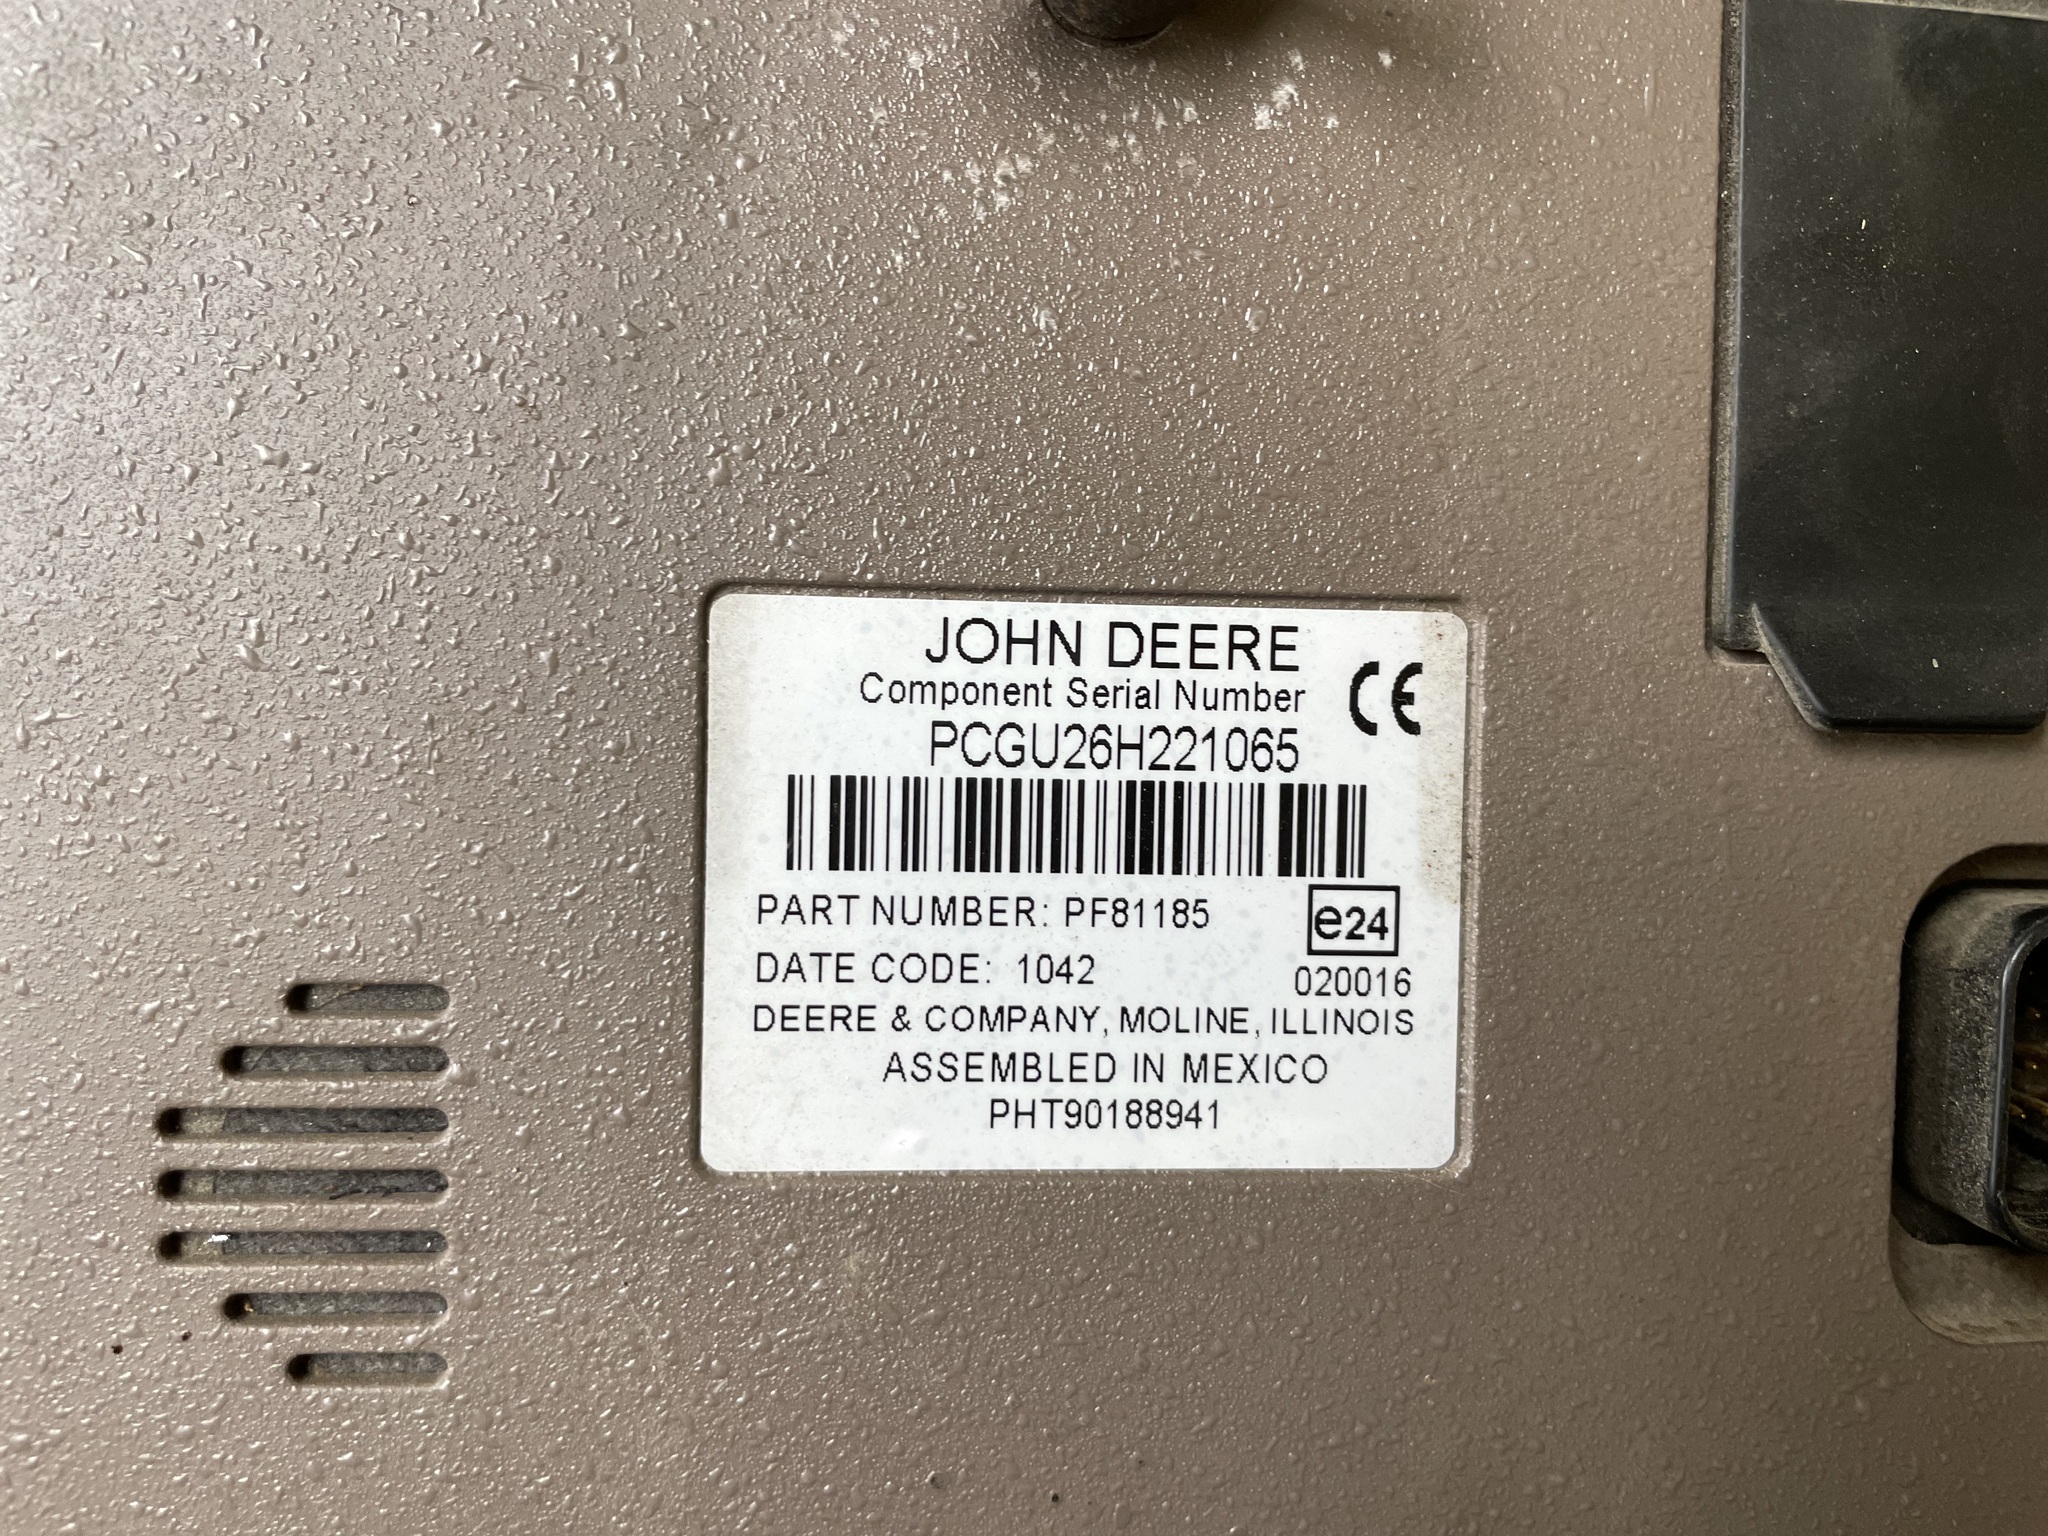 JOHN DEERE
Component Serial Number
CE
PCGU26H221065
PART NUMBER: PF81185
e24
DATE CODE: 1042
020016
DEERE & COMPANY, MOLINE, ILLINOIS
ASSEMBLED IN MEXICO
PHT90188941